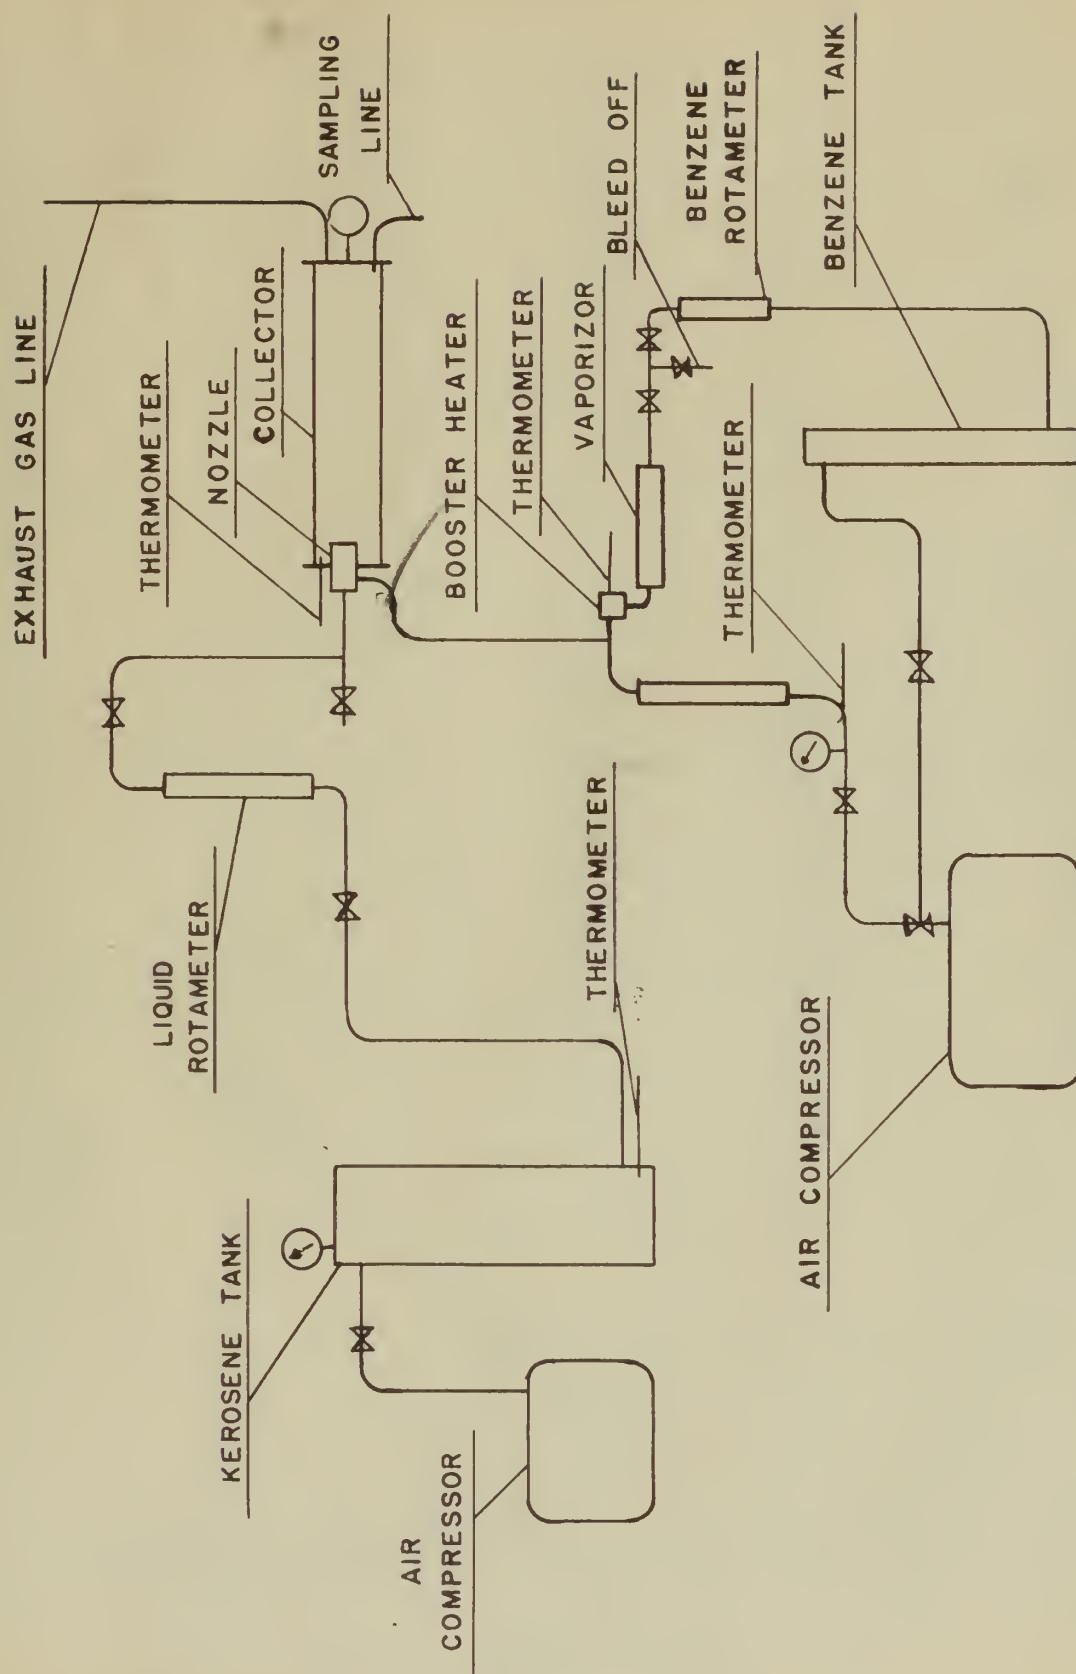 EXHAUST GAS LINE
THERMOMETER
NOZZLE
COLLECTOR
SAMPLING
LINE
LIQUID
ROTAMETER
KEROSENE TANK
AIR
COMPRESSOR
BOOSTER HEATER
THERMOMETER
VAPORIZOR
BLEED OFF
BENZENE
ROTAMETER
THERMOMETER
THERMOMETER
BENZENE TANK
AIR COMPRESSOR